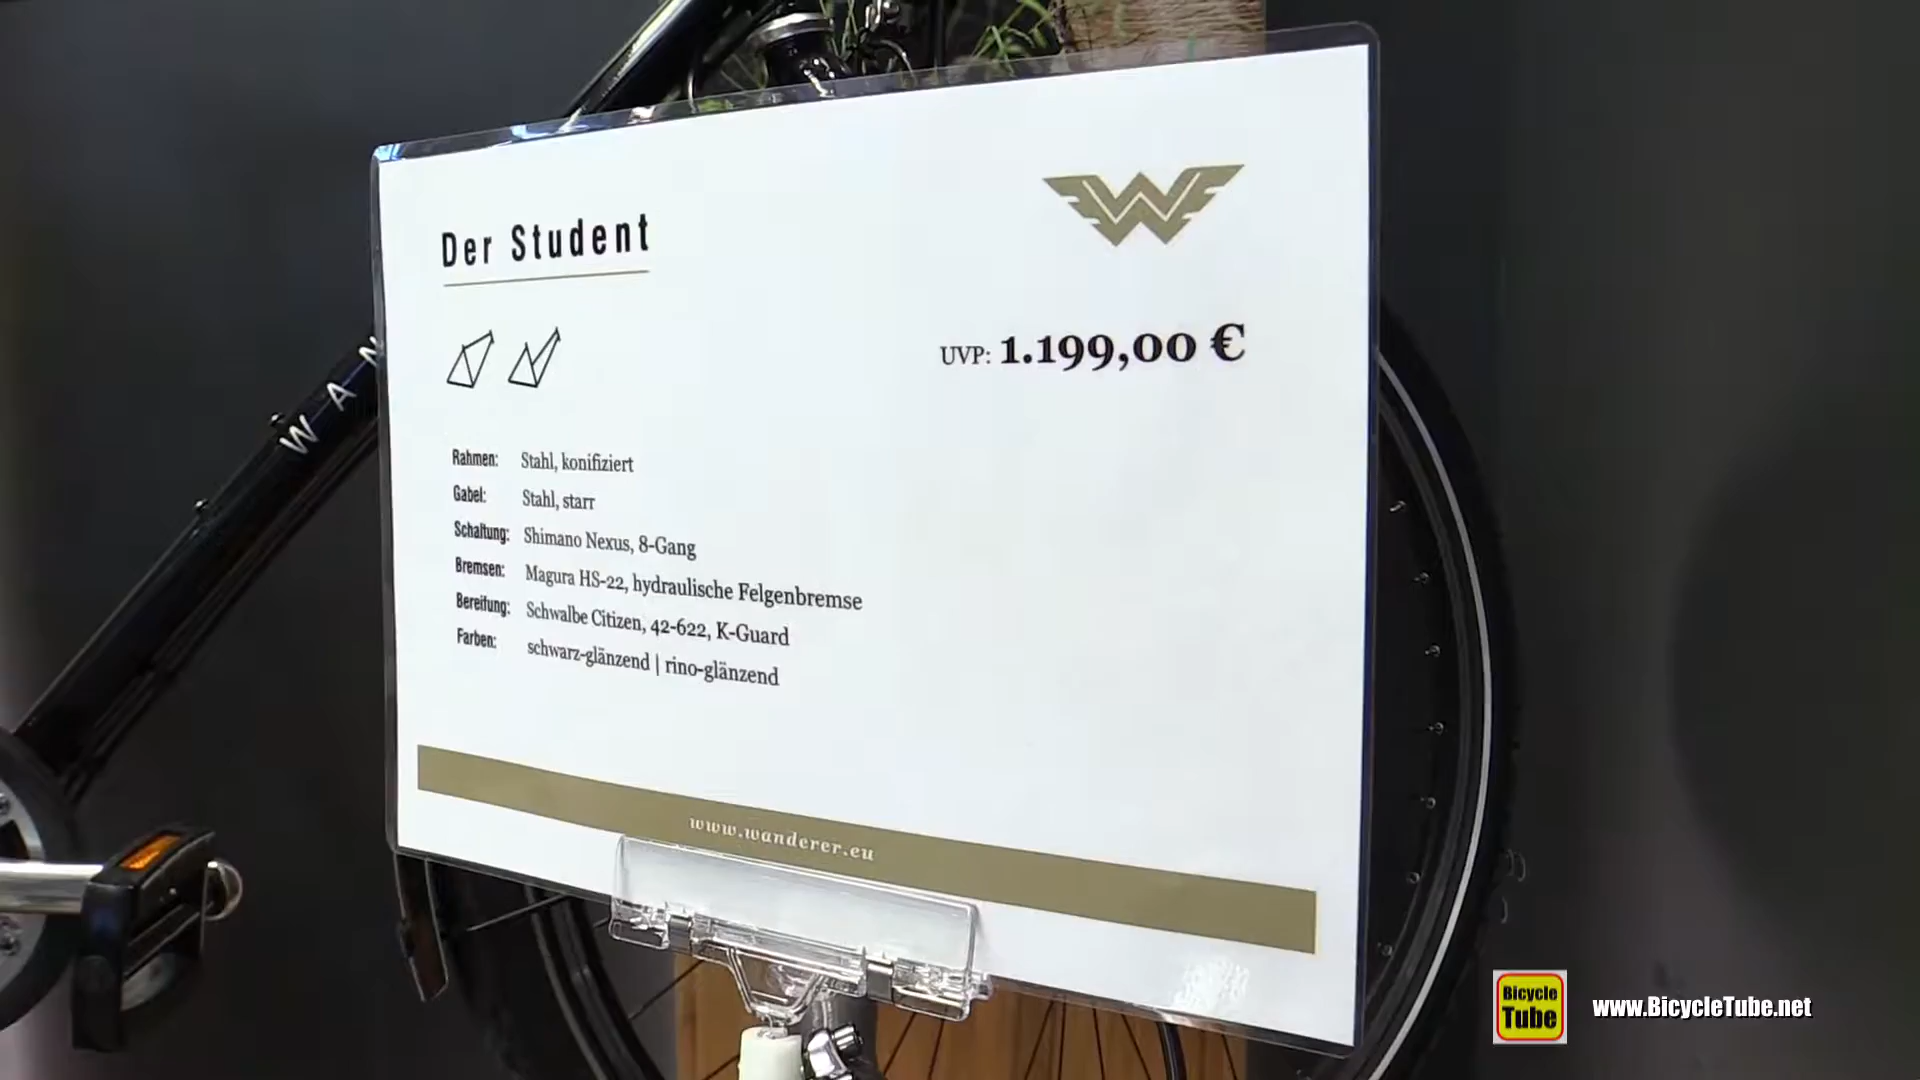 WAN
Der Student
UVP: 1.199,00 €
Rahmen: Stahl, konifiziert
Gabel: Stahl, starr
Schaltung: Shimano Nexus, 8-Gang
Bremsen: Magura HS-22, hydraulische Felgenbremse
Bereifung: Schwalbe Citizen, 42-622, K-Guard
Farben: schwarz-glänzend | rino-glänzend
www.wanderer.eu
Bicycle
Tube
www.BicycleTube.net